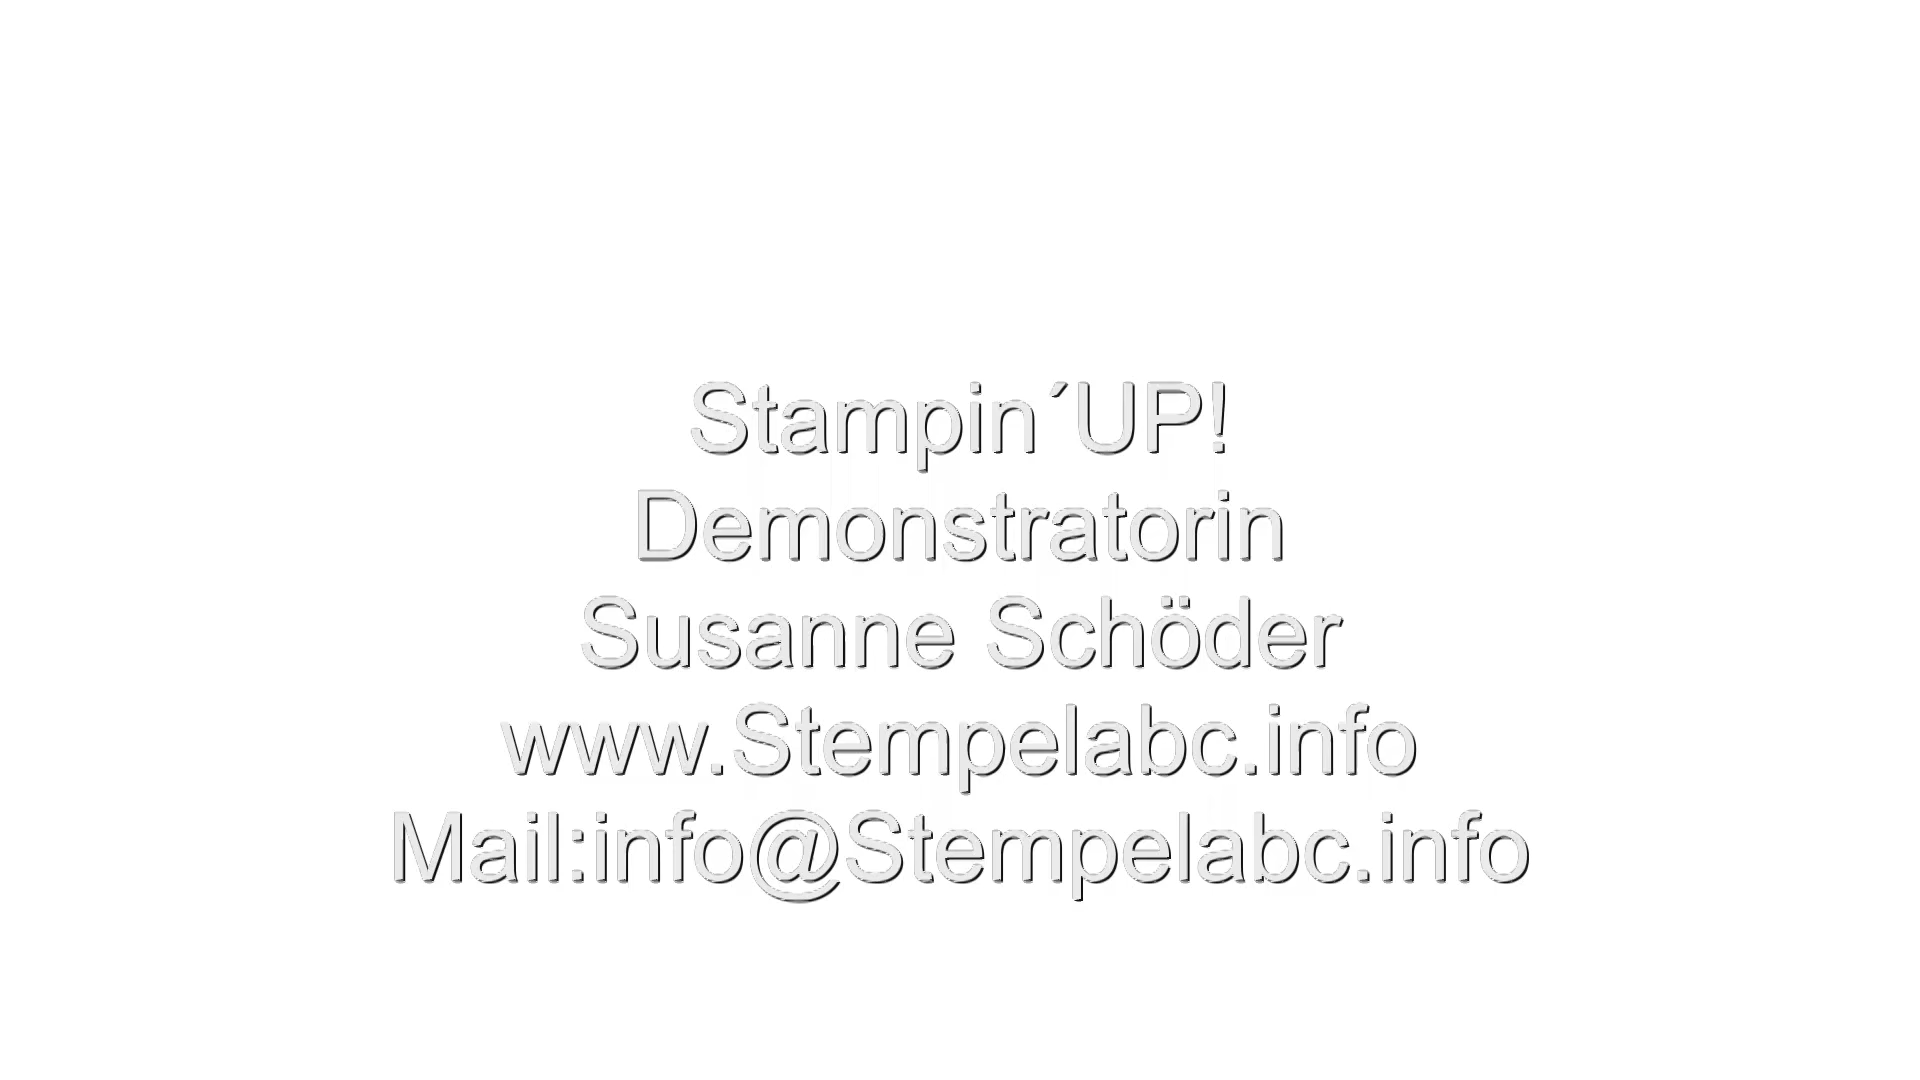 Stampin´UP!
Demonstratorin
Susanne Schöder
www.Stempelabc.info
Mail:info@Stempelabc.info